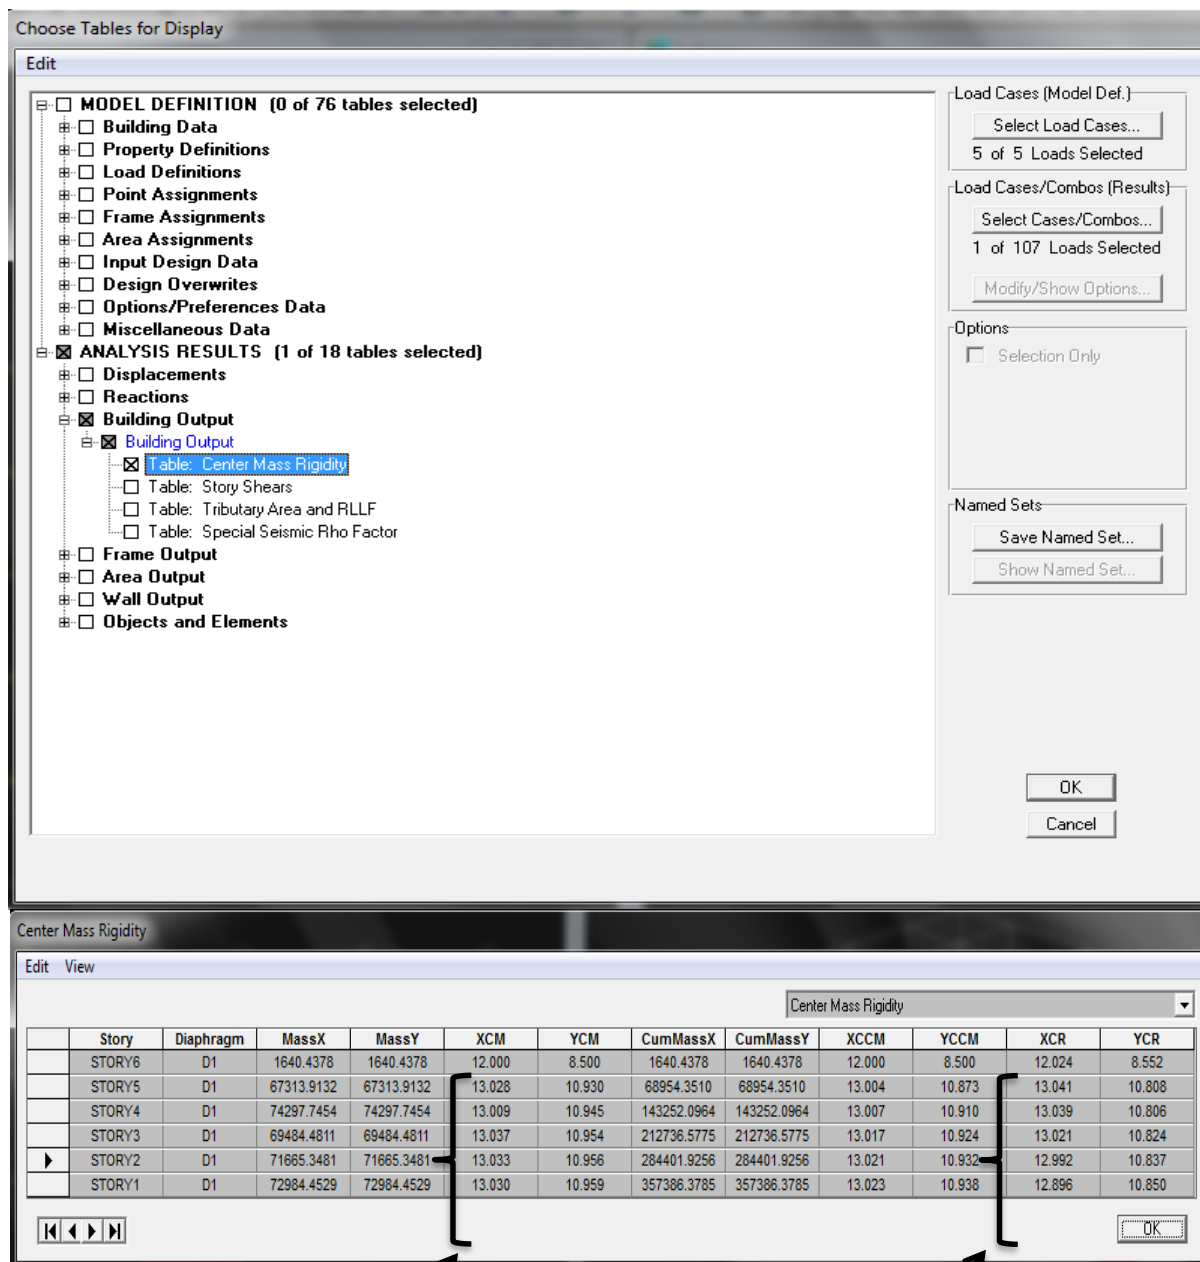 Choose Tables for Display
Edit
MODEL DEFINITION (0 of 76 tables selected)
Building Data
Property Definitions
Load Definitions
Point Assignments
Frame Assignments
Area Assignments
Input Design Data
Design Overwrites
Options/Preferences Data
Miscellaneous Data
ANALYSIS RESULTS (1 of 18 tables selected)
Displacements
Reactions
Building Output
Building Output
Table: Center Mass Rigidity
Table: Story Shears
Table: Tributary Area and RLLF
Table: Special Seismic Rho Factor
Frame Output
Area Output
Wall Output
Objects and Elements
Load Cases (Model Def.)
Select Load Cases...
5 of 5 Loads Selected
Load Cases/Combos (Results)
Select Cases/Combos...
1 of 107 Loads Selected
Modify/Show Options...
Options
Selection Only
Named Sets
Save Named Set...
Show Named Set...
OK
Cancel
Center Mass Rigidity
Edit View
Center Mass Rigidity
Story Diaphragm MassX MassY XCM YCM CumMassX CumMassY XCCM YCCM XCR YCR
STORY6 D1 1640.4378 1640.4378 12.000 8.500 1640.4378 1640.4378 12.000 8.500 12.024 8.552
STORY5 D1 67313.9132 67313.9132 13.028 10.930 68954.3510 68954.3510 13.004 10.873 13.041 10.808
STORY4 D1 74297.7454 74297.7454 13.009 10.945 143252.0964 143252.0964 13.007 10.910 13.039 10.806
STORY3 D1 69484.4811 69484.4811 13.037 10.954 212736.5775 212736.5775 13.017 10.924 13.021 10.824
STORY2 D1 71665.3481 71665.3481 13.033 10.956 284401.9256 284401.9256 13.021 10.932 12.992 10.837
STORY1 D1 72984.4529 72984.4529 13.030 10.959 357386.3785 357386.3785 13.023 10.938 12.896 10.850
OK